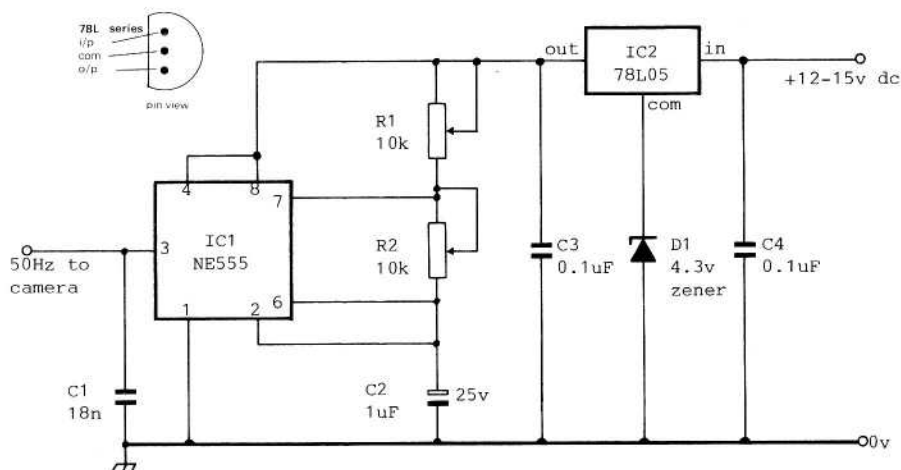 78L series
i/p
com
o/p
pin view
out
IC2
78L05
in
+12-15v dc
com
R1
10k
4
8
7
3
IC1
NE555
R2
10k
50Hz to
camera
C3
0.1uF
D1
4.3v
zener
C4
0.1uF
1
2
6
C1
18n
C2
1uF
25v
0v